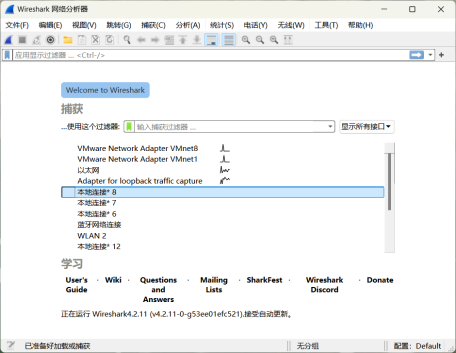 Wireshark 网络分析器
文件(F) 编辑(E) 视图(V) 跳转(G) 捕获(C) 分析(A) 统计(S) 电话(Y) 无线(W) 工具(T) 帮助(H)
应用显示过滤器 … <Ctrl-/>
Welcome to Wireshark
捕获
…使用这个过滤器: 输入捕获过滤器 … 显示所有接口
VMware Network Adapter VMnet8
VMware Network Adapter VMnet1
以太网
Adapter for loopback traffic capture
本地连接* 8
本地连接* 7
本地连接* 6
蓝牙网络连接
WLAN 2
本地连接* 12
学习
User's Guide · Wiki · Questions and Answers · Mailing Lists · SharkFest · Wireshark Discord · Donate
正在运行 Wireshark4.2.11 (v4.2.11-0-g53ee01efc521).接受自动更新。
已准备好加载或捕获 无分组 配置: Default